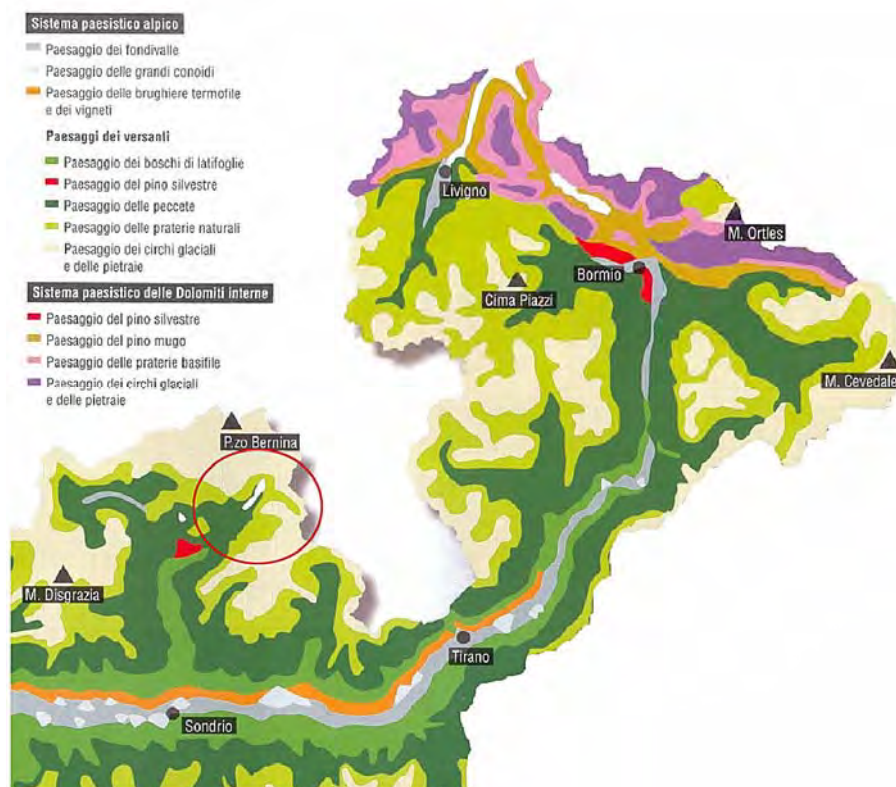 Sistema paesistico alpico
Paesaggio dei fondivalle
Paesaggio delle grandi conoidi
Paesaggio delle brughiere termofile
e dei vigneti
Paesaggi dei versanti
Paesaggio dei boschi di latifoglie
Paesaggio del pino silvestre
Paesaggio delle peccete
Paesaggio delle praterie naturali
Paesaggio dei circhi glaciali
e delle pietraie
Sistema paesistico delle Dolomiti interne
Paesaggio del pino silvestre
Paesaggio del pino mugo
Paesaggio delle praterie basifile
Paesaggio dei circhi glaciali
e delle pietraie
Livigno
M. Ortles
Bormio
Cima Piazzi
M. Cevedale
P.zo Bernina
M. Disgrazia
Tirano
Sondrio